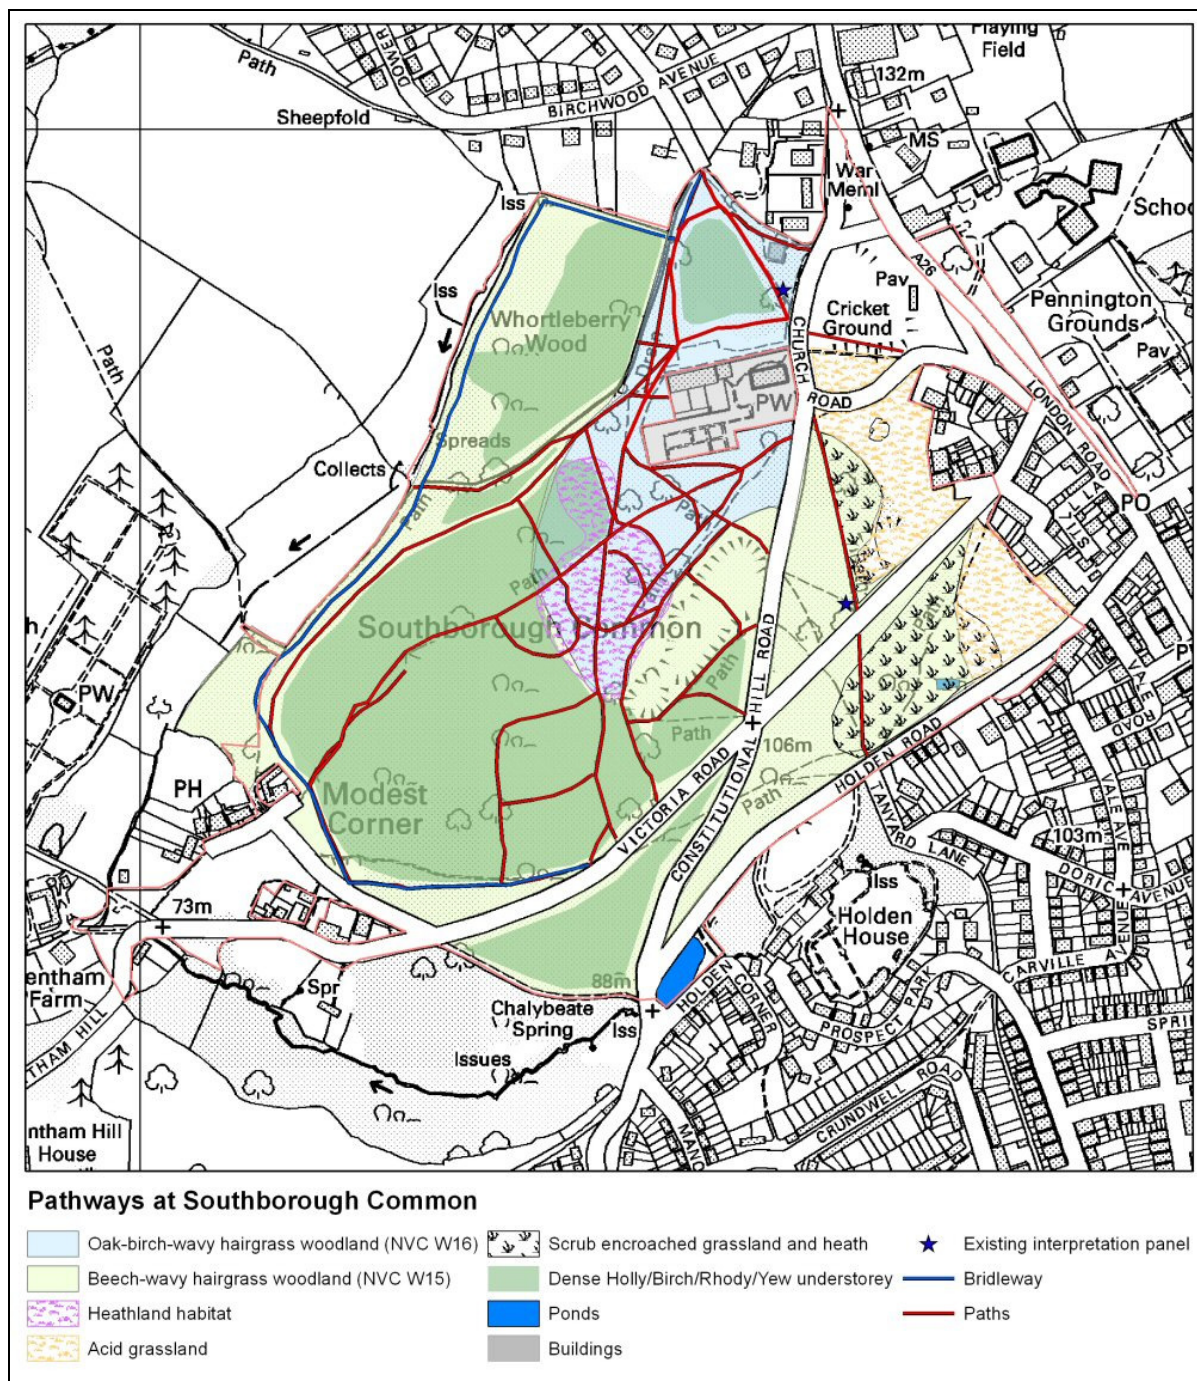 Playing
Field
Path
DOWER
BIRCHWOOD AVENUE
132m
Sheepfold
MS
War
Meml
Iss
Schoo
A26
Iss
Pav
Pennington
Grounds
Cricket
Ground
Whortleberry
Wood
CHURCH
ROAD
Pav
Path
Drain
PW
LONDON ROAD
Spreads
Collects
Path
Path
PO
Path
Path
Southborough Common
Path
HILL ROAD
Path
PW
VALE ROAD
Path
106m
HOLDEN ROAD
PH
Modest
Corner
VICTORIA ROAD
CONSTITUTIONAL
Path
TANYARD LANE
VALE AVE
103m
DORIC
AVENUE
AVENUE
73m
Iss
Holden
House
CARVILLE
entham
Farm
Spr
88m
HOLDEN
CORNER
PROSPECT PARK
SPRI
Chalybeate
Spring
Iss
THAM HILL
Issues
CRUNDWELL ROAD
MANO
ntham Hill
House
Pathways at Southborough Common
Oak-birch-wavy hairgrass woodland (NVC W16)
Beech-wavy hairgrass woodland (NVC W15)
Heathland habitat
Acid grassland
Scrub encroached grassland and heath
Dense Holly/Birch/Rhody/Yew understorey
Ponds
Buildings
Existing interpretation panel
Bridleway
Paths